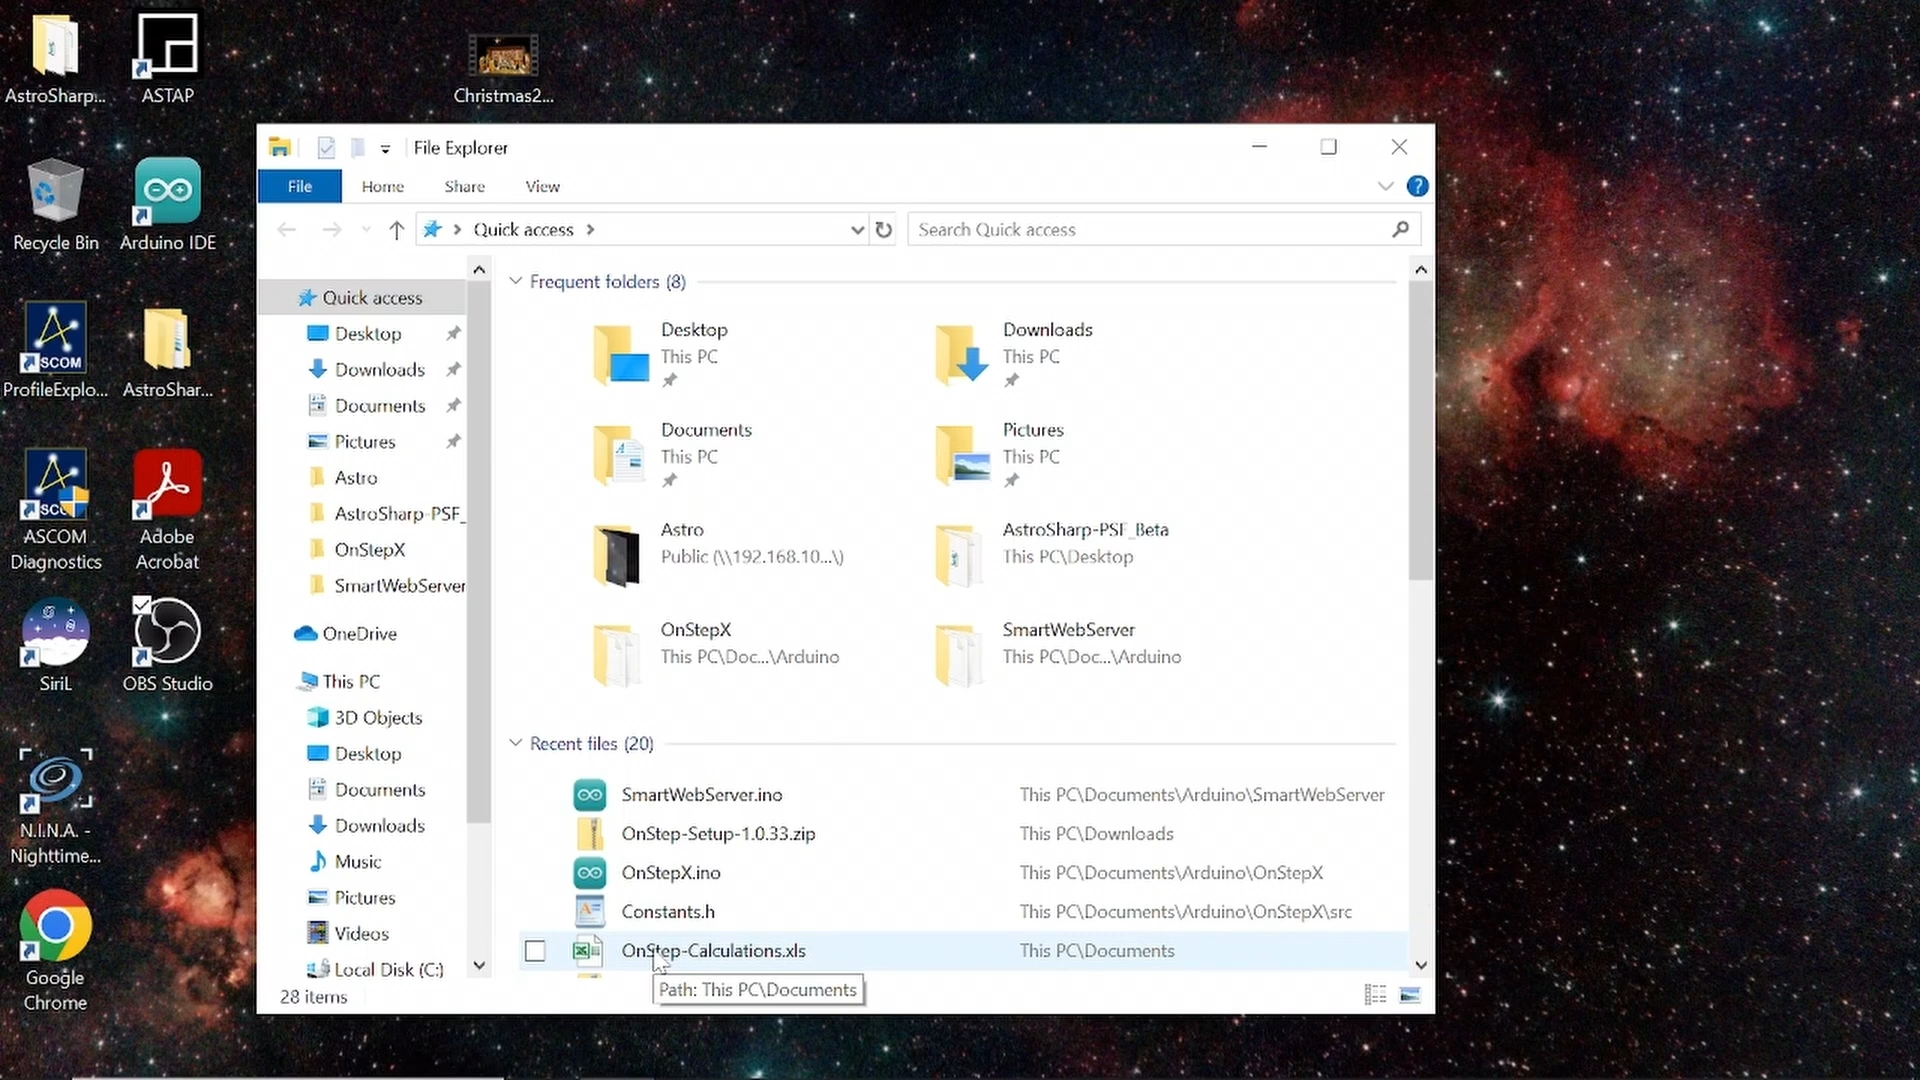 AstroSharp...
ASTAP
Christmas2...
Recycle Bin
Arduino IDE
SCOM
ProfileExplo...
AstroShar...
ASCOM
Diagnostics
Adobe
Acrobat
SiriL
OBS Studio
N.I.N.A. -
Nighttime...
Google
Chrome
File Explorer
File
Home
Share
View
?
Quick access
Search Quick access
Quick access
Desktop
Downloads
Documents
Pictures
Astro
AstroSharp-PSF_
OnStepX
SmartWebServer
OneDrive
This PC
3D Objects
Desktop
Documents
Downloads
Music
Pictures
Videos
Local Disk (C:)
Frequent folders (8)
Desktop
This PC
Downloads
This PC
Documents
This PC
Pictures
This PC
Astro
Public (\\192.168.10...\)
AstroSharp-PSF_Beta
This PC\Desktop
OnStepX
This PC\Doc...\Arduino
SmartWebServer
This PC\Doc...\Arduino
Recent files (20)
SmartWebServer.ino
This PC\Documents\Arduino\SmartWebServer
OnStep-Setup-1.0.33.zip
This PC\Downloads
OnStepX.ino
This PC\Documents\Arduino\OnStepX
Constants.h
This PC\Documents\Arduino\OnStepX\src
OnStep-Calculations.xls
This PC\Documents
Path: This PC\Documents
28 items